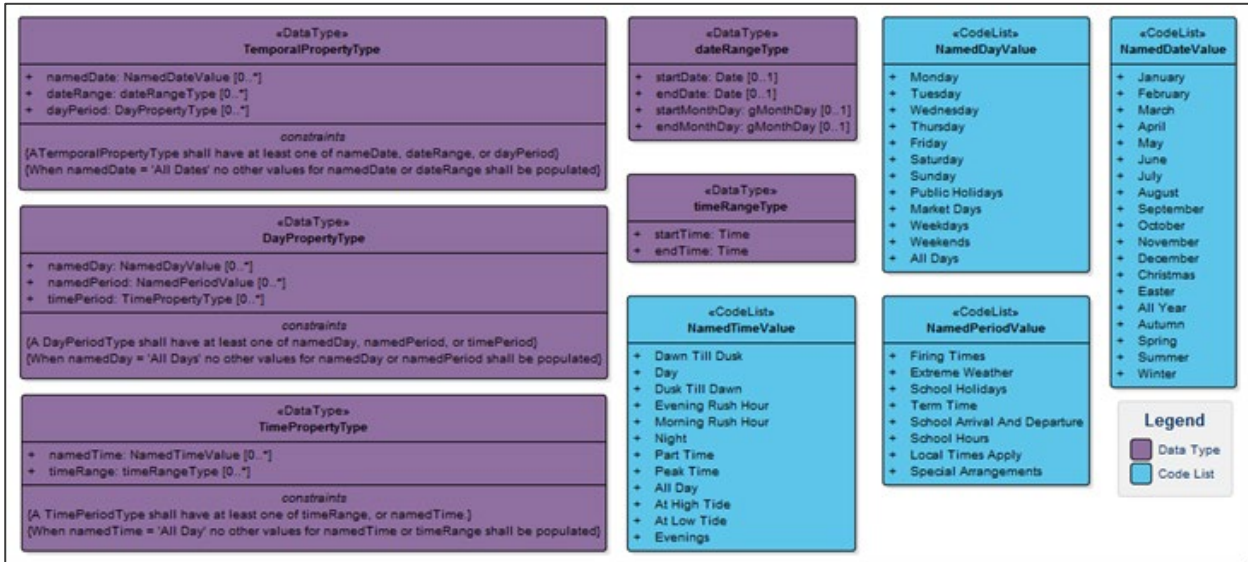 «DataType»
TemporalPropertyType
+ namedDate: NamedDateValue [0..*]
+ dateRange: dateRangeType [0..*]
+ dayPeriod: DayPropertyType [0..*]
constraints
{ATermporalPropertyType shall have at least one of nameDate, dateRange, or dayPeriod}
{When namedDate = 'All Dates' no other values for namedDate or dateRange shall be populated}
«DataType»
DayPropertyType
+ namedDay: NamedDayValue [0..*]
+ namedPeriod: NamedPeriodValue [0..*]
+ timePeriod: TimePropertyType [0..*]
constraints
{A DayPeriodType shall have at least one of namedDay, namedPeriod, or timePeriod}
{When namedDay = 'All Days' no other values for namedDay or namedPeriod shall be populated}
«DataType»
TimePropertyType
+ namedTime: NamedTimeValue [0..*]
+ timeRange: timeRangeType [0..*]
constraints
{A TimePeriodType shall have at least one of timeRange, or namedTime.}
{When namedTime = 'All Day' no other values for namedTime or timeRange shall be populated}
«DataType»
dateRangeType
+ startDate: Date [0..1]
+ endDate: Date [0..1]
+ startMonthDay: gMonthDay [0..1]
+ endMonthDay: gMonthDay [0..1]
«DataType»
timeRangeType
+ startTime: Time
+ endTime: Time
«CodeList»
NamedTimeValue
+ Dawn Till Dusk
+ Day
+ Dusk Till Dawn
+ Evening Rush Hour
+ Morning Rush Hour
+ Night
+ Part Time
+ Peak Time
+ All Day
+ At High Tide
+ At Low Tide
+ Evenings
«CodeList»
NamedDayValue
+ Monday
+ Tuesday
+ Wednesday
+ Thursday
+ Friday
+ Saturday
+ Sunday
+ Public Holidays
+ Market Days
+ Weekdays
+ Weekends
+ All Days
«CodeList»
NamedPeriodValue
+ Firing Times
+ Extreme Weather
+ School Holidays
+ Term Time
+ School Arrival And Departure
+ School Hours
+ Local Times Apply
+ Special Arrangements
«CodeList»
NamedDateValue
+ January
+ February
+ March
+ April
+ May
+ June
+ July
+ August
+ September
+ October
+ November
+ December
+ Christmas
+ Easter
+ All Year
+ Autumn
+ Spring
+ Summer
+ Winter
Legend
Data Type
Code List